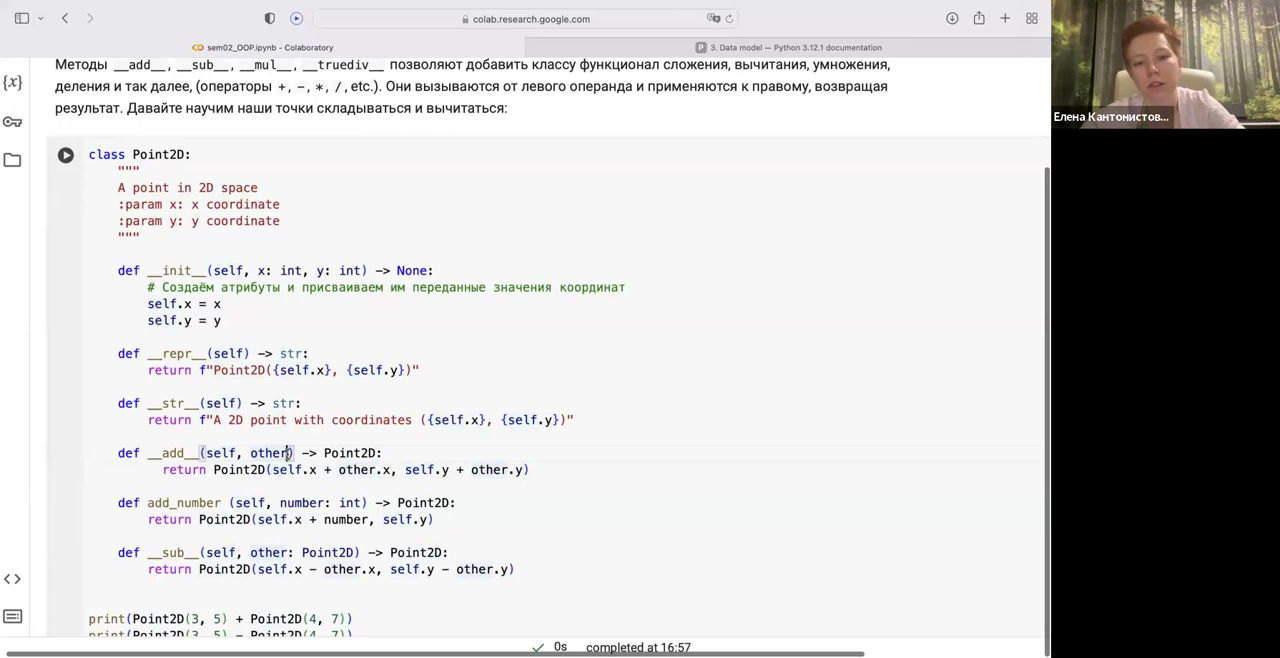 colab.research.google.com
sem02_OOP.ipynb - Colaboratory
3. Data model — Python 3.12.1 documentation
Методы __add__, __sub__, __mul__, __truediv__ позволяют добавить классу функционал сложения, вычитания, умножения,
деления и так далее, (операторы +, -, *, /, etc.). Они вызываются от левого операнда и применяются к правому, возвращая
результат. Давайте научим наши точки складываться и вычитаться:
class Point2D:
"""
A point in 2D space
:param x: x coordinate
:param y: y coordinate
"""
def __init__(self, x: int, y: int) -> None:
# Создаём атрибуты и присваиваем им переданные значения координат
self.x = x
self.y = y
def __repr__(self) -> str:
return f"Point2D({self.x}, {self.y})"
def __str__(self) -> str:
return f"A 2D point with coordinates ({self.x}, {self.y})"
def __add__(self, other) -> Point2D:
return Point2D(self.x + other.x, self.y + other.y)
def add_number (self, number: int) -> Point2D:
return Point2D(self.x + number, self.y)
def __sub__(self, other: Point2D) -> Point2D:
return Point2D(self.x - other.x, self.y - other.y)
print(Point2D(3, 5) + Point2D(4, 7))
print(Point2D(3, 5) - Point2D(4, 7))
0s completed at 16:57
Елена Кантонистов...